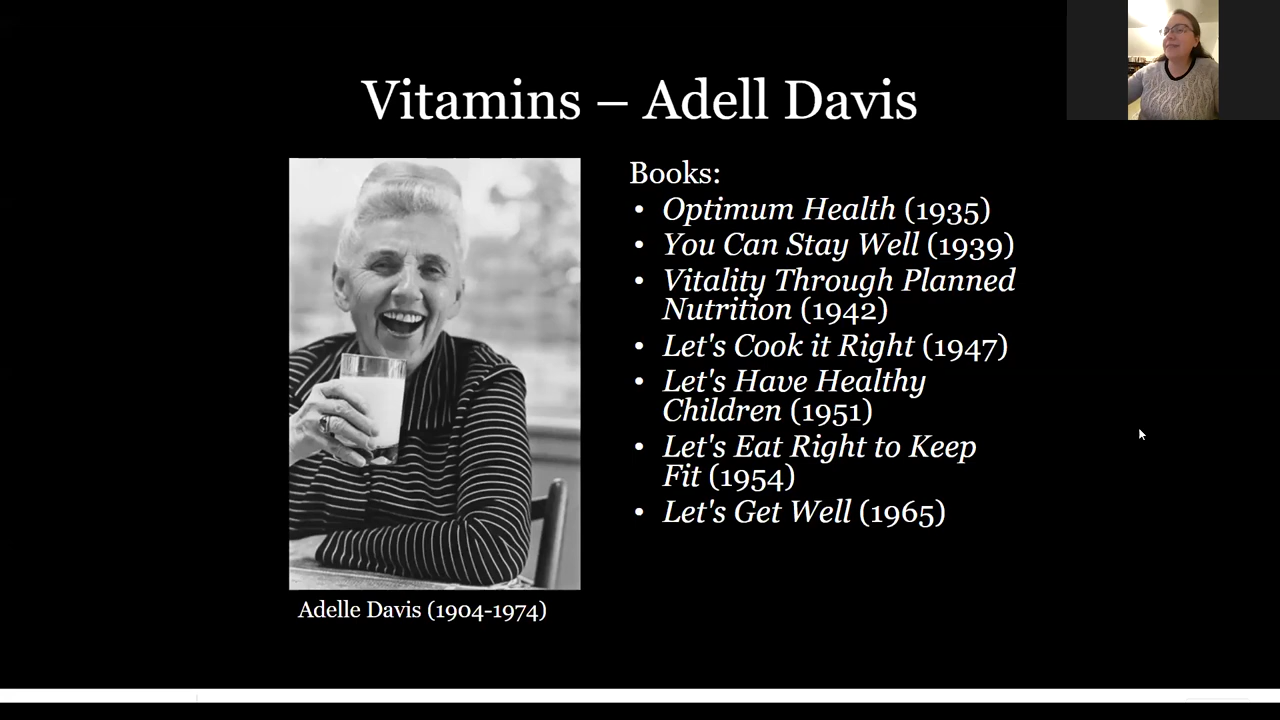 Vitamins – Adell Davis
Books:
• Optimum Health (1935)
• You Can Stay Well (1939)
• Vitality Through Planned
Nutrition (1942)
• Let's Cook it Right (1947)
• Let's Have Healthy
Children (1951)
• Let's Eat Right to Keep
Fit (1954)
• Let's Get Well (1965)
Adelle Davis (1904-1974)